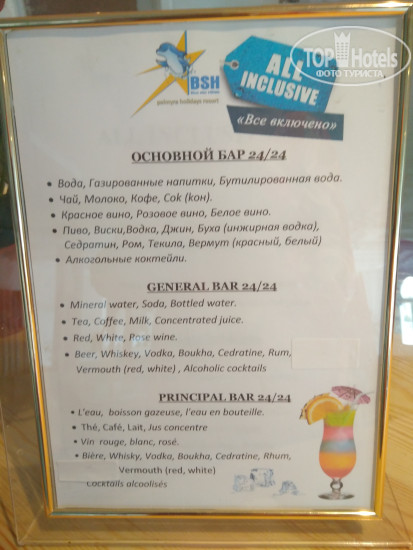 TOP Hotels
ФОТО ТУРИСТА
BSH
palmyra holidays resort
ALL
INCLUSIVE
«Все включено»
ОСНОВНОЙ БАР 24/24
• Вода, Газированные напитки, Бутилированная вода.
• Чай, Молоко, Кофе, Сок (кон).
• Красное вино, Розовое вино, Белое вино.
• Пиво, Виски,Водка, Джин, Буха (инжирная водка),
Седратин, Ром, Текила, Вермут (красный, белый)
• Алкогольные коктейли.
GENERAL BAR 24/24
• Mineral water, Soda, Bottled water.
• Tea, Coffee, Milk, Concentrated juice.
• Red, White, Rose wine.
• Beer, Whiskey, Vodka, Boukha, Cedratine, Rum,
Vermouth (red, white) , Alcoholic cocktails
PRINCIPAL BAR 24/24
• L'eau, boisson gazeuse, l'eau en bouteille.
• Thé, Café, Lait, Jus concentre
• Vin rouge, blanc, rosé.
• Bière, Whisky, Vodka, Boukha, Cedratine, Rhum,
Vermouth (red, white)
Cocktails alcoolisés